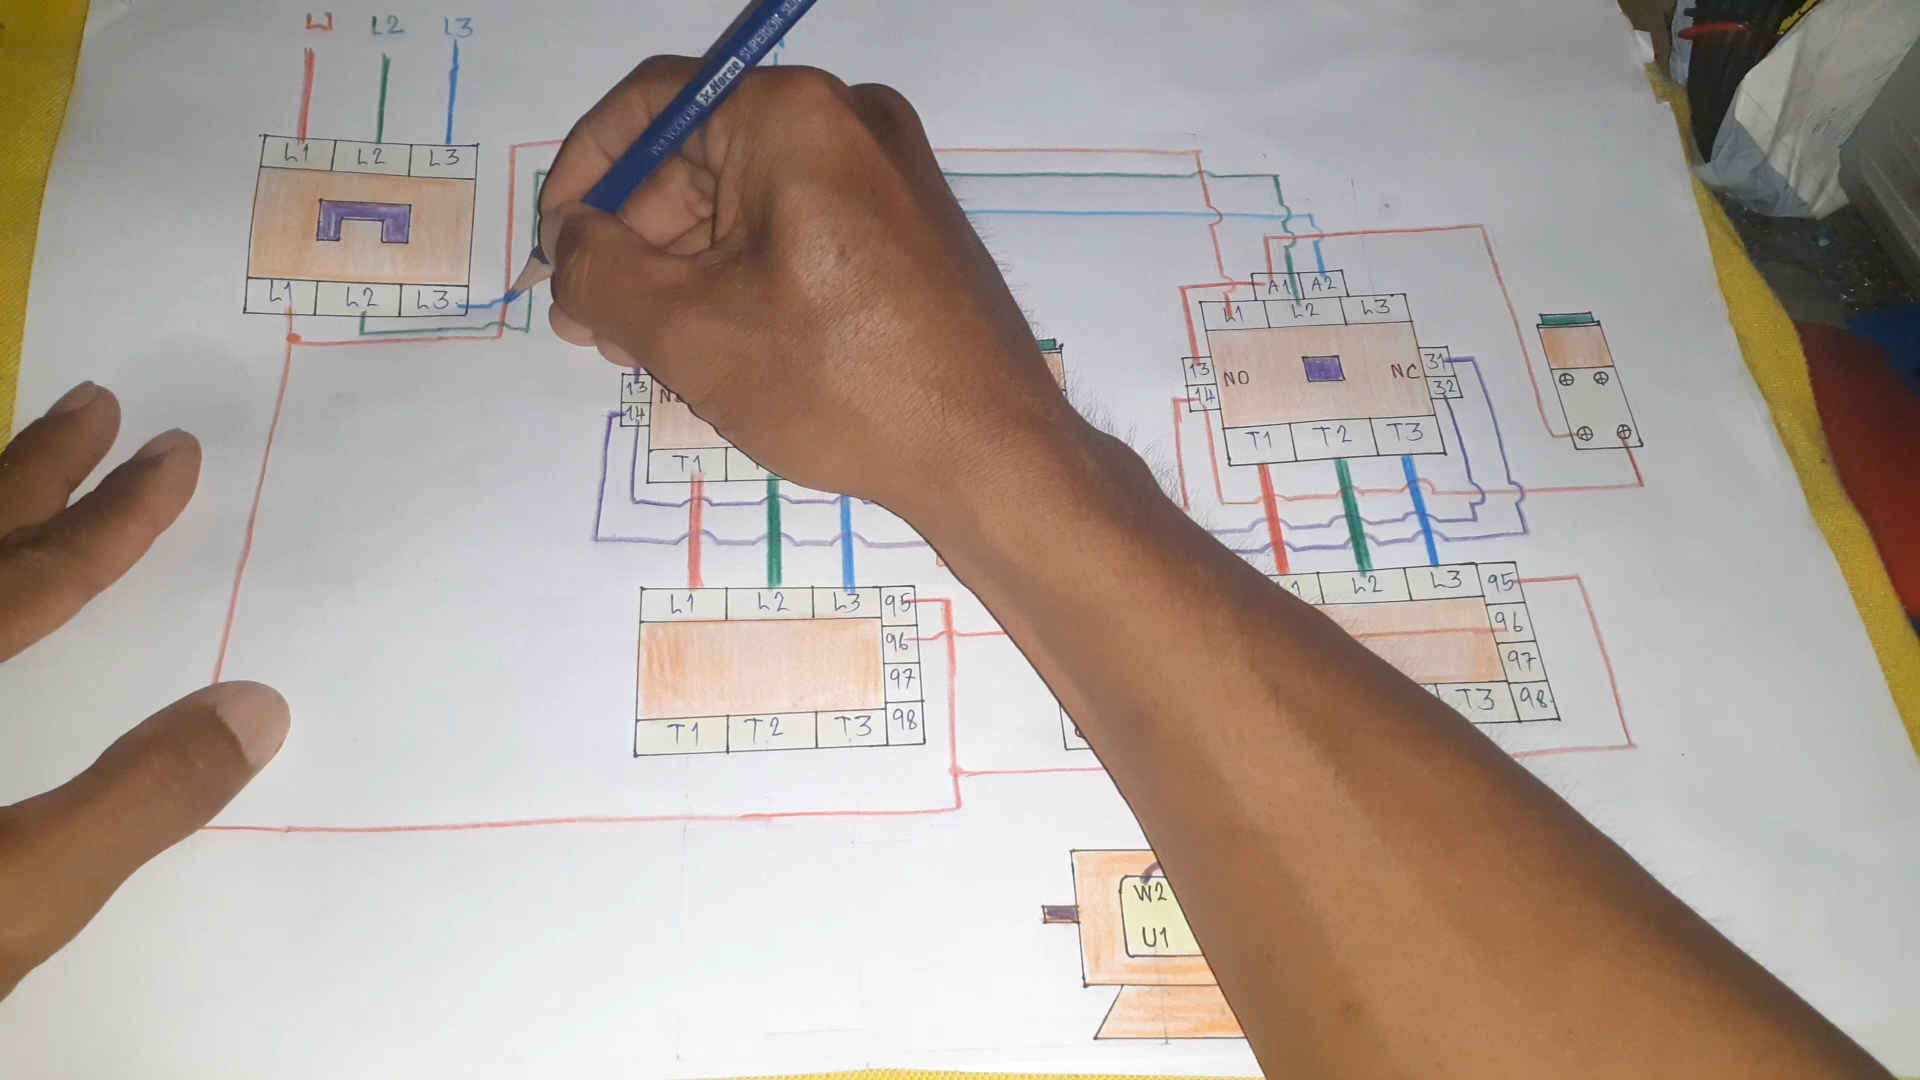 L1 L2 L3
L1 L2 L3
L1 L2 L3
POLYCOLOR Horse SUPERIOR
A1 A2
L1 L2 L3
13 NO NC 31
14 32
T1 T2 T3
13
14
T1
L1 L2 L3 95
96
97
T1 T2 T3 98
L2 L3 95
96
97
T3 98
W2
U1